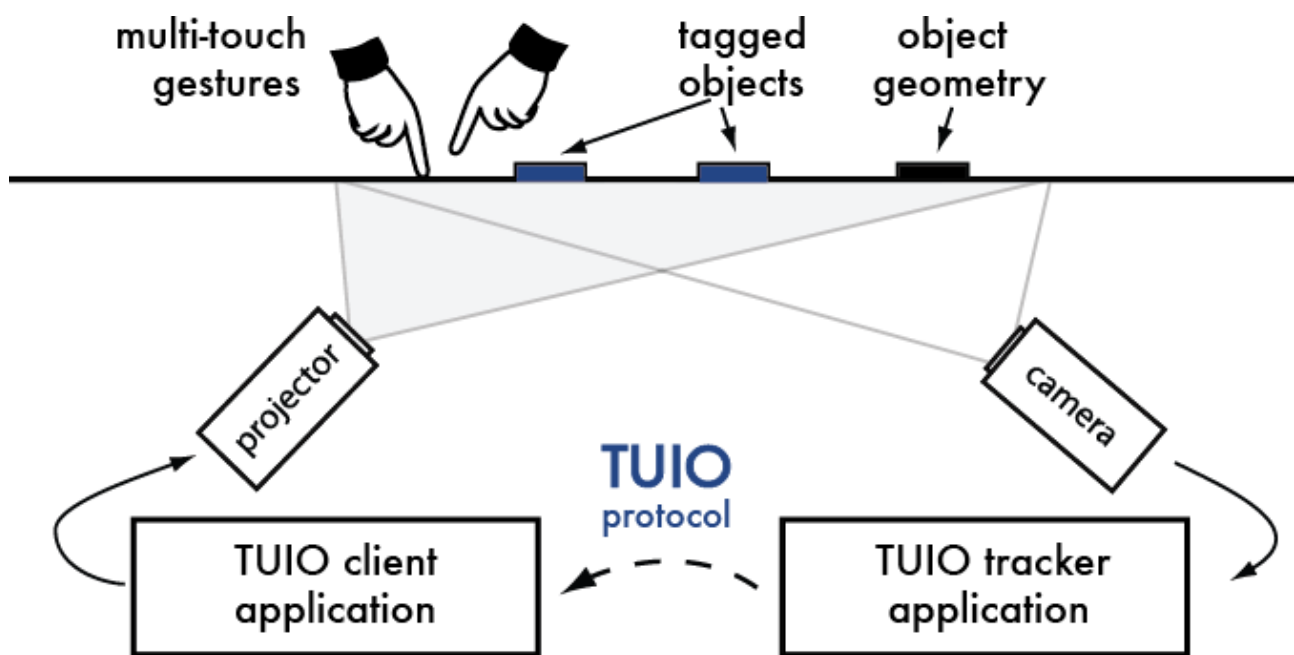 multi-touch
gestures
tagged
objects
object
geometry
projector
camera
TUIO
protocol
TUIO client
application
TUIO tracker
application